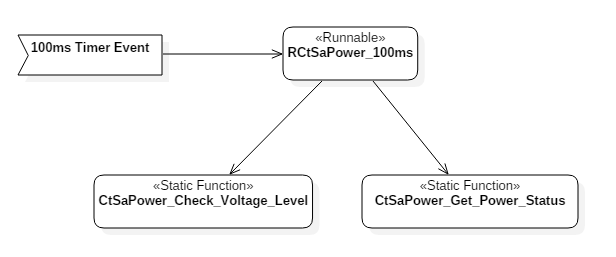 100ms Timer Event
«Runnable»
RCtSaPower_100ms
«Static Function»
CtSaPower_Check_Voltage_Level
«Static Function»
CtSaPower_Get_Power_Status